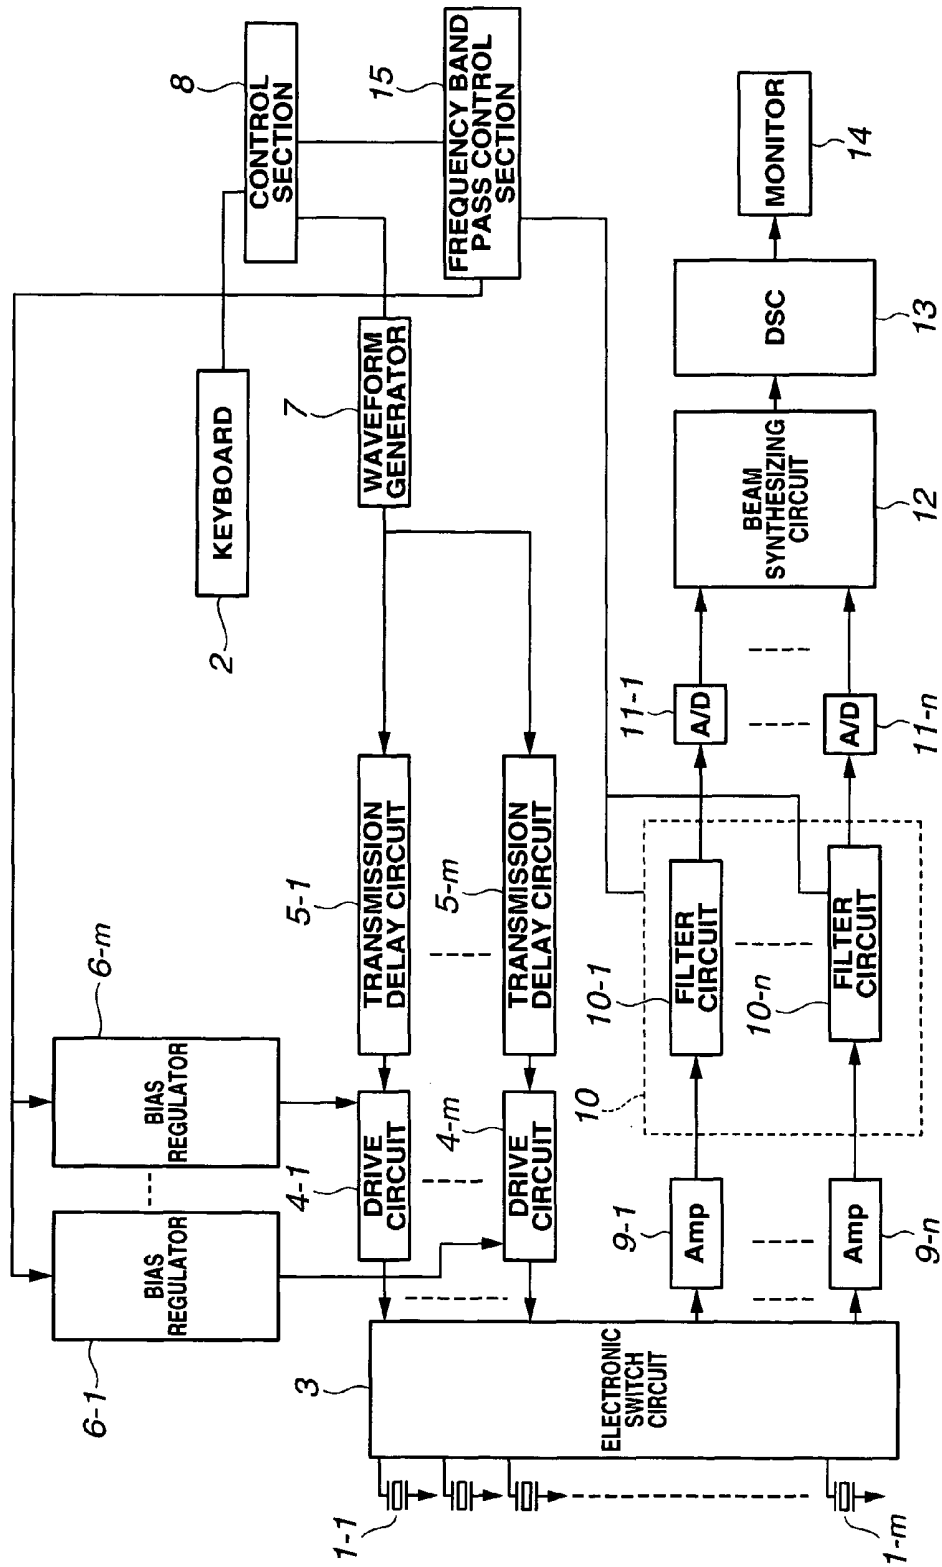 6-1
BIAS
REGULATOR
6-m
BIAS
REGULATOR
2
KEYBOARD
8
CONTROL
SECTION
4-1
DRIVE
CIRCUIT
5-1
TRANSMISSION
DELAY CIRCUIT
7
WAVEFORM
GENERATOR
15
FREQUENCY BAND
PASS CONTROL
SECTION
4-m
DRIVE
CIRCUIT
5-m
TRANSMISSION
DELAY CIRCUIT
3
ELECTRONIC
SWITCH
CIRCUIT
1-1
1-m
9-1
Amp
9-n
Amp
10
10-1
FILTER
CIRCUIT
10-n
FILTER
CIRCUIT
11-1
A/D
11-n
A/D
BEAM
SYNTHESIZING
CIRCUIT
12
DSC
13
MONITOR
14